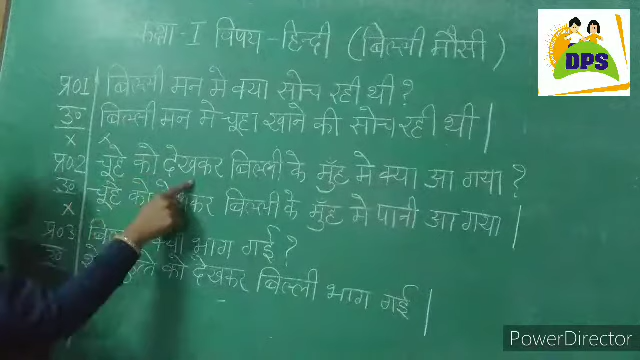 कक्षा-I विषय-हिन्दी (बिल्ली मौसी)
DPS
प्र01 बिल्ली मन मे क्या सोच रही थी?
उ० बिल्ली मन मे चूहा खाने की सोच रही थी|
x x
प्र02 चूहे को देखकर बिल्ली के मुँह मे क्या आ गया?
उ० चूहे को कर बिल्ली के मुँह मे पानी आ गया|
x
प्र03 क्यो भाग गई?
उ० को देखकर बिल्ली भाग गई|
PowerDirector